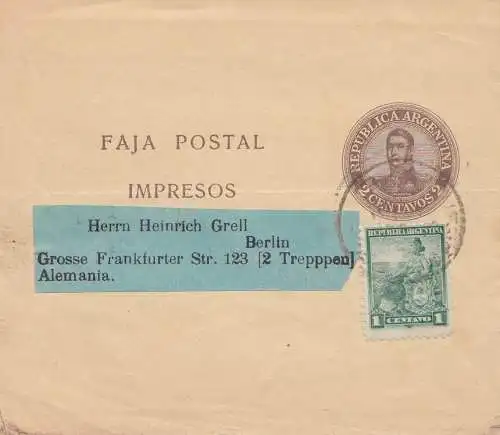 REPUBLICA ARGENTINA
2 CENTAVOS 2
FAJA POSTAL
IMPRESOS
Herrn Heinrich Grell
Berlin
Grosse Frankfurter Str. 123 [2 Trepppen]
Alemania.
REPUBLICA ARGENTINA
1 CENTAVO 1